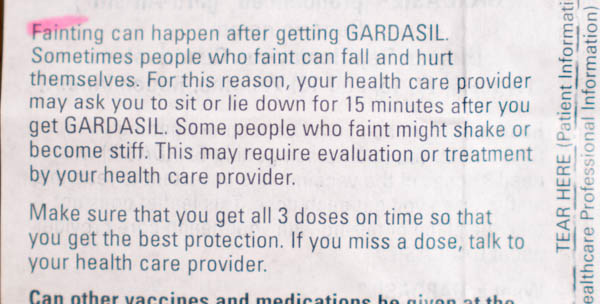 Fainting can happen after getting GARDASIL.
Sometimes people who faint can fall and hurt
themselves. For this reason, your health care provider
may ask you to sit or lie down for 15 minutes after you
get GARDASIL. Some people who faint might shake or
become stiff. This may require evaluation or treatment
by your health care provider.
Make sure that you get all 3 doses on time so that
you get the best protection. If you miss a dose, talk to
your health care provider.
Can other vaccines and medications be given at the
TEAR HERE (Patient Informati
ealthcare Professional Information)